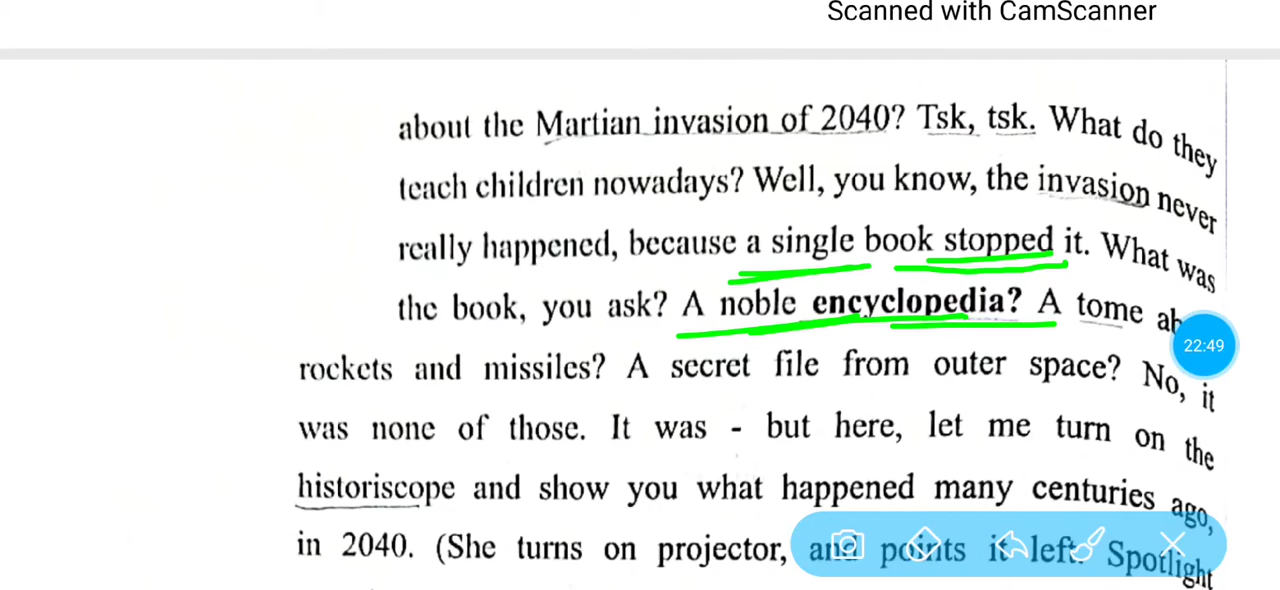 Scanned with CamScanner
about the Martian invasion of 2040? Tsk, tsk. What do they
teach children nowadays? Well, you know, the invasion never
really happened, because a single book stopped it. What was
the book, you ask? A noble encyclopedia? A tome
22:49
rockets and missiles? A secret file from outer space? No, it
was none of those. It was - but here, let me turn on the
historiscope and show you what happened many centuries ago,
in 2040. (She turns on projector, and points it left. Spotlight